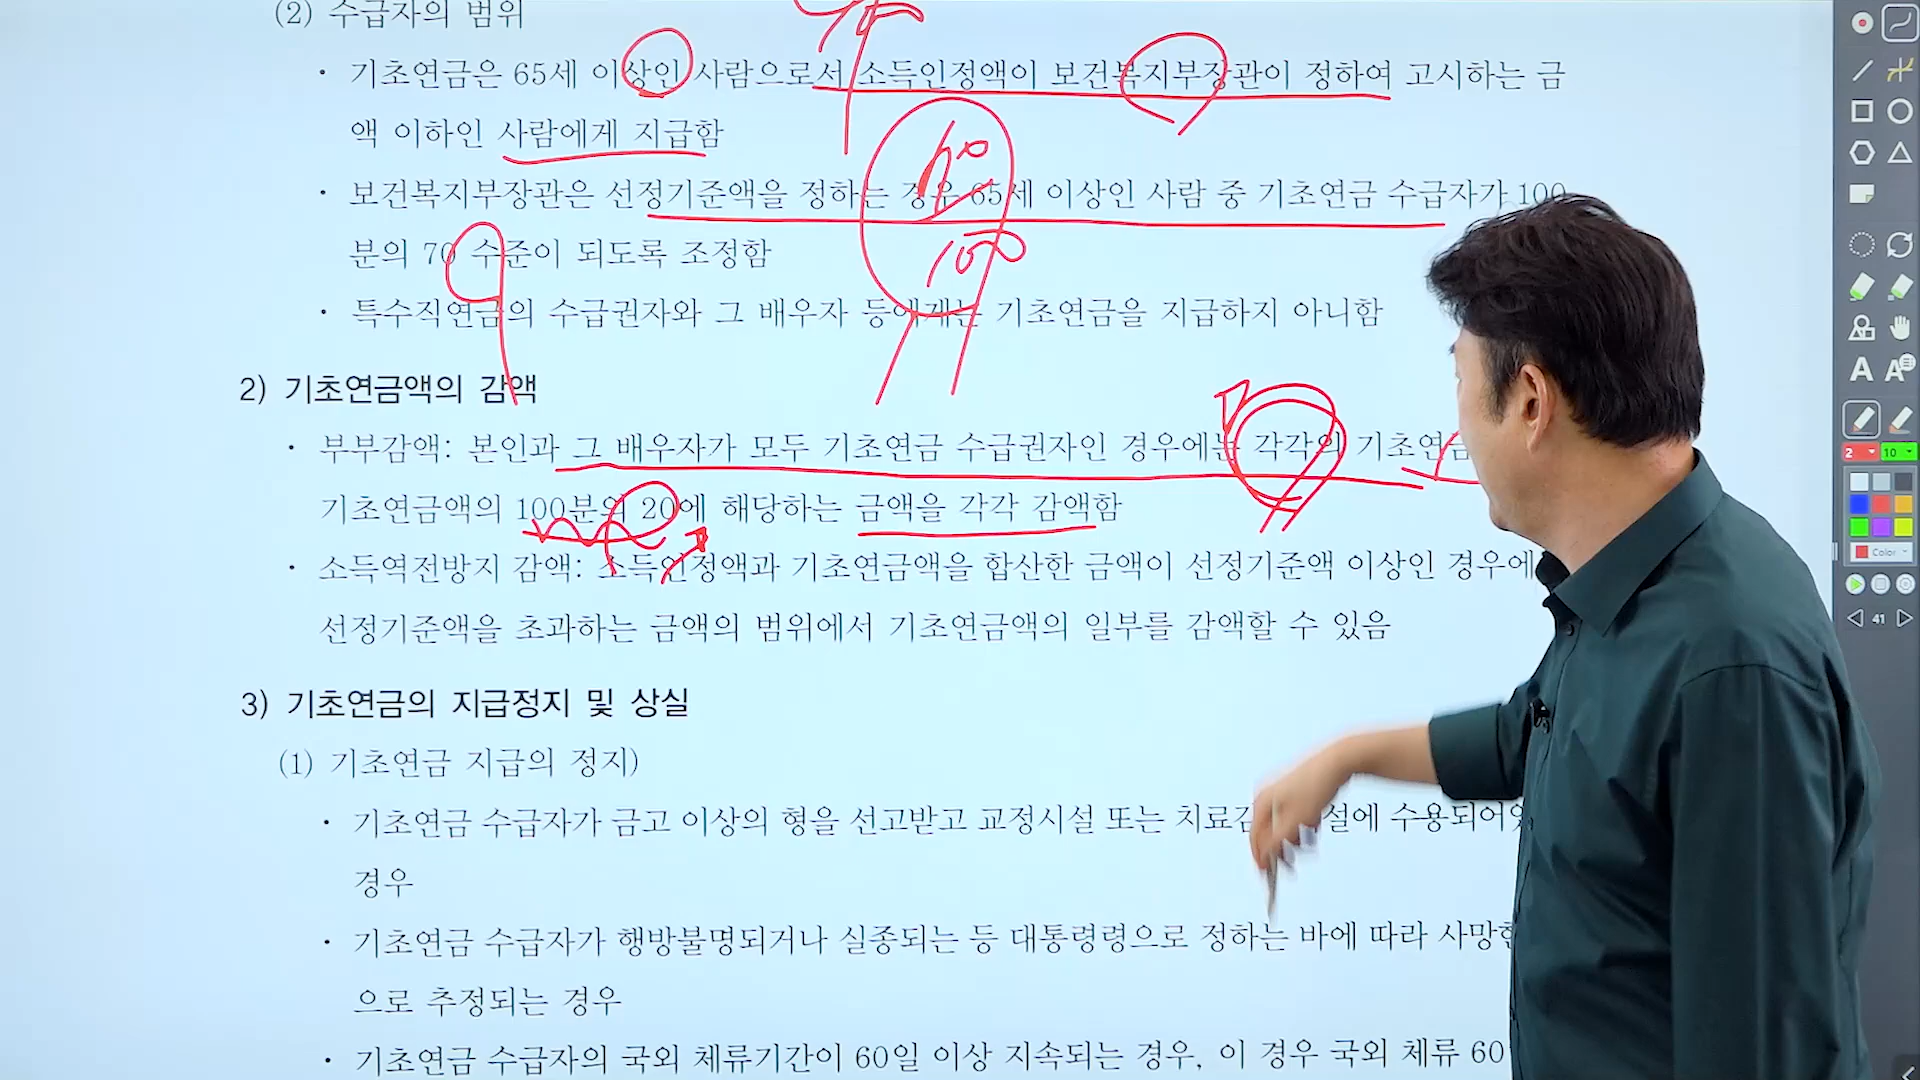 (2) 수급자의 범위
· 기초연금은 65세 이상인 사람으로서 소득인정액이 보건복지부장관이 정하여 고시하는 금
액 이하인 사람에게 지급함
· 보건복지부장관은 선정기준액을 정하는 경우 65세 이상인 사람 중 기초연금 수급자가 100
분의 70 수준이 되도록 조정함
· 특수직연금의 수급권자와 그 배우자 등에게는 기초연금을 지급하지 아니함
70
100
2) 기초연금액의 감액
· 부부감액: 본인과 그 배우자가 모두 기초연금 수급권자인 경우에는 각각의 기초연금
기초연금액의 100분의 20에 해당하는 금액을 각각 감액함
· 소득역전방지 감액: 소득인정액과 기초연금액을 합산한 금액이 선정기준액 이상인 경우에
선정기준액을 초과하는 금액의 범위에서 기초연금액의 일부를 감액할 수 있음
3) 기초연금의 지급정지 및 상실
(1) 기초연금 지급의 정지)
· 기초연금 수급자가 금고 이상의 형을 선고받고 교정시설 또는 치료감 설에 수용되어
경우
· 기초연금 수급자가 행방불명되거나 실종되는 등 대통령령으로 정하는 바에 따라 사망
으로 추정되는 경우
· 기초연금 수급자의 국외 체류기간이 60일 이상 지속되는 경우, 이 경우 국외 체류 60
A A
2 10
Color
41